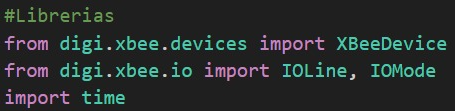 #Librerias
from digi.xbee.devices import XBeeDevice
from digi.xbee.io import IOLine, IOMode
import time